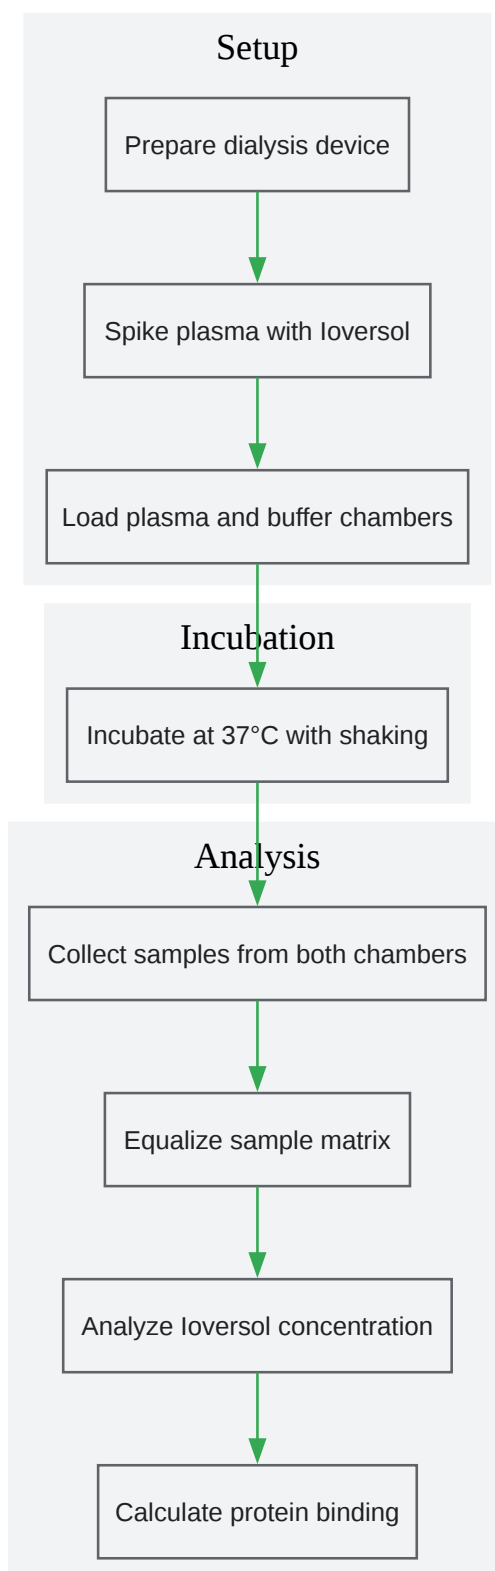 Setup
Prepare dialysis device
Spike plasma with Ioversol
Load plasma and buffer chambers
Incubation
Incubate at 37°C with shaking
Analysis
Collect samples from both chambers
Equalize sample matrix
Analyze Ioversol concentration
Calculate protein binding